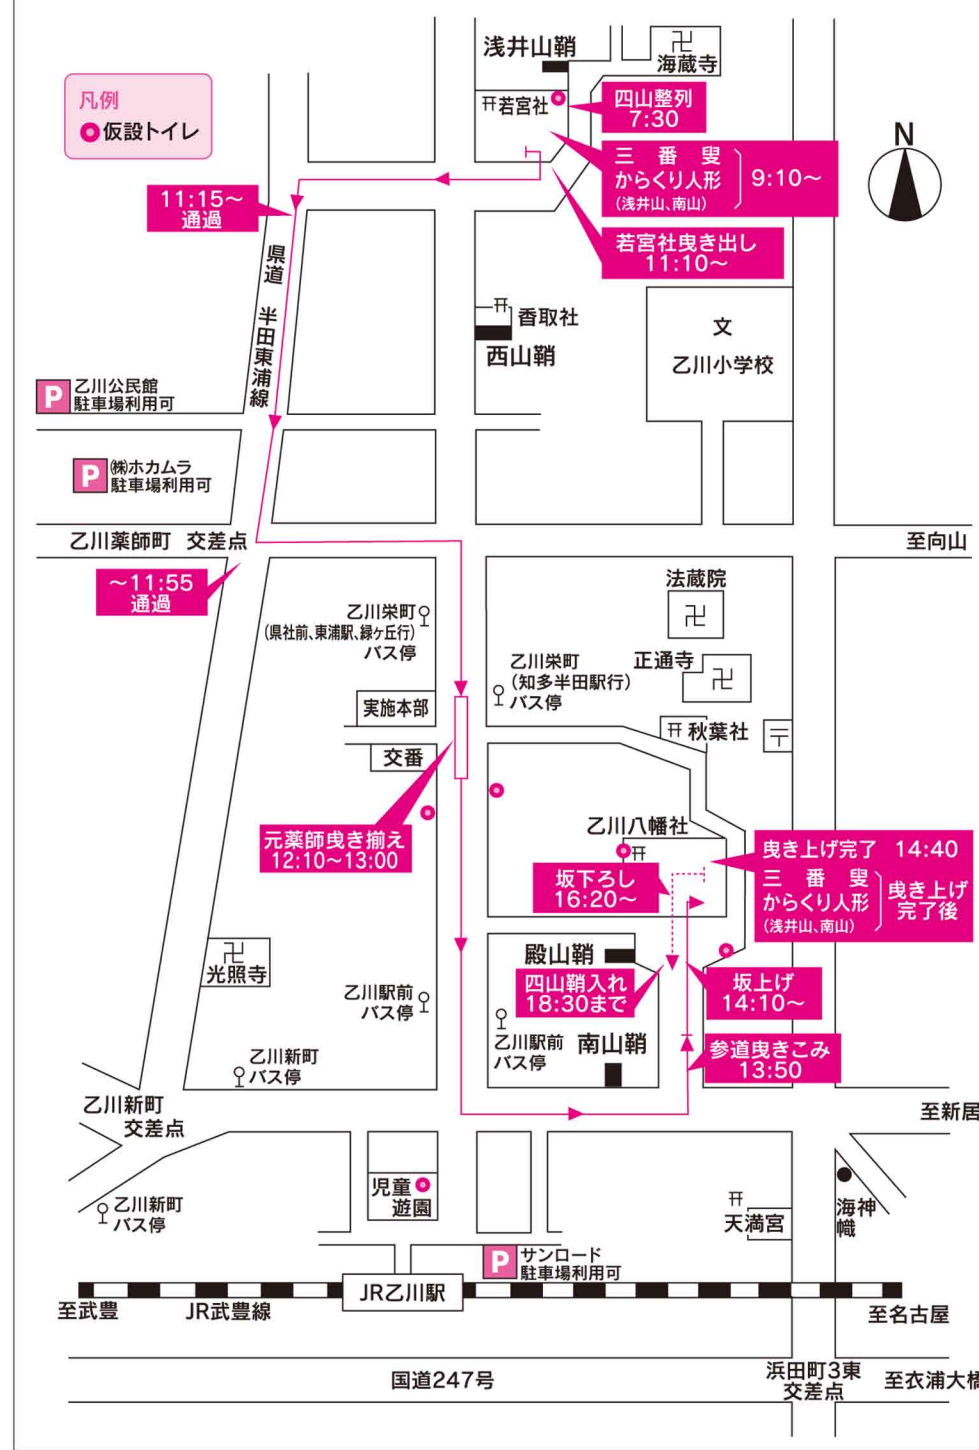 浅井山鞘
海蔵寺
凡例
仮設トイレ
若宮社
四山整列
7:30
三番叟
からくり人形
(浅井山、南山)
9:10～
N
11:15～
通過
若宮社曳き出し
11:10～
県道 半田東浦線
香取社
西山鞘
文
乙川小学校
P
乙川公民館
駐車場利用可
P
㈱ホカムラ
駐車場利用可
乙川薬師町 交差点
至向山
～11:55
通過
法蔵院
乙川栄町
(県社前、東浦駅、緑ヶ丘行)
バス停
乙川栄町
(知多半田駅行)
バス停
正通寺
実施本部
秋葉社
交番
元薬師曳き揃え
12:10～13:00
乙川八幡社
曳き上げ完了 14:40
三番叟
からくり人形
(浅井山、南山)
曳き上げ
完了後
坂下ろし
16:20～
殿山鞘
光照寺
四山鞘入れ
18:30まで
坂上げ
14:10～
乙川駅前
バス停
乙川駅前
バス停
南山鞘
参道曳きこみ
13:50
乙川新町
バス停
乙川新町
交差点
至新居
児童
遊園
乙川新町
バス停
天満宮
海神
幟
P
サンロード
駐車場利用可
JR乙川駅
至武豊
JR武豊線
至名古屋
国道247号
浜田町3東
交差点
至衣浦大橋